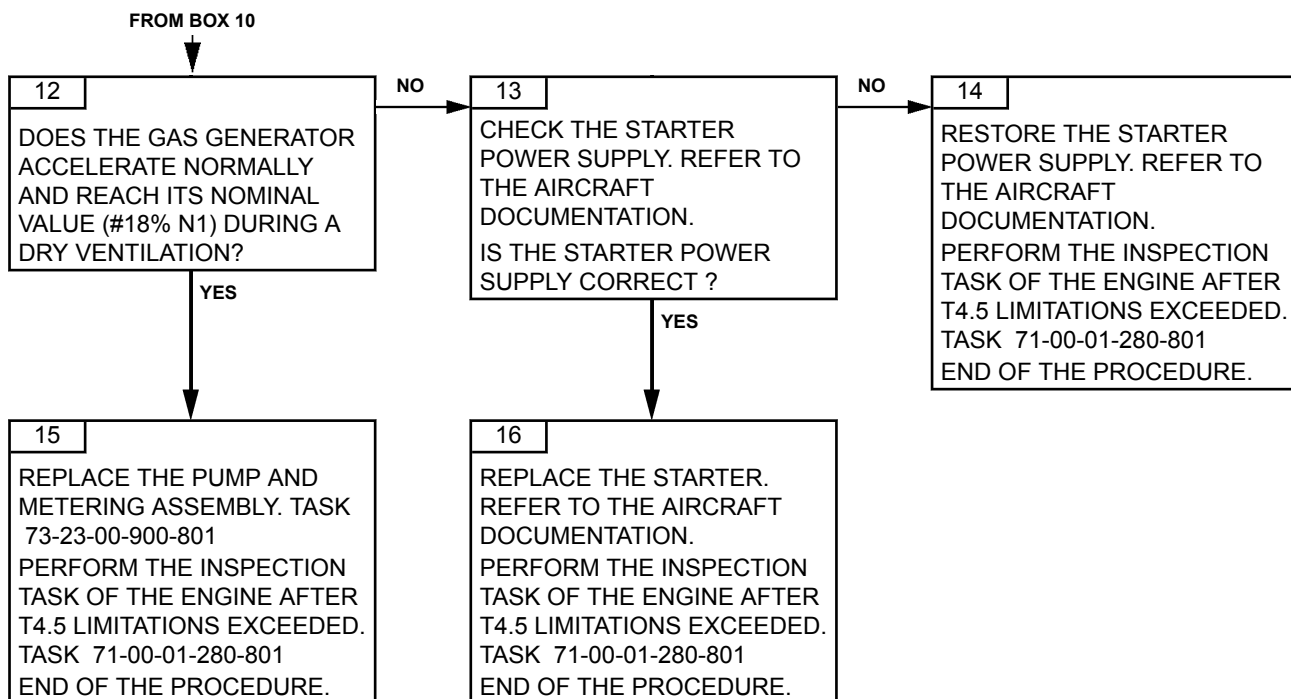 FROM BOX 10
12
DOES THE GAS GENERATOR
ACCELERATE NORMALLY
AND REACH ITS NOMINAL
VALUE (#18% N1) DURING A
DRY VENTILATION?
NO
13
CHECK THE STARTER
POWER SUPPLY. REFER TO
THE AIRCRAFT
DOCUMENTATION.
IS THE STARTER POWER
SUPPLY CORRECT ?
NO
14
RESTORE THE STARTER
POWER SUPPLY. REFER TO
THE AIRCRAFT
DOCUMENTATION.
PERFORM THE INSPECTION
TASK OF THE ENGINE AFTER
T4.5 LIMITATIONS EXCEEDED.
TASK 71-00-01-280-801
END OF THE PROCEDURE.
YES
YES
15
REPLACE THE PUMP AND
METERING ASSEMBLY. TASK
73-23-00-900-801
PERFORM THE INSPECTION
TASK OF THE ENGINE AFTER
T4.5 LIMITATIONS EXCEEDED.
TASK 71-00-01-280-801
END OF THE PROCEDURE.
16
REPLACE THE STARTER.
REFER TO THE AIRCRAFT
DOCUMENTATION.
PERFORM THE INSPECTION
TASK OF THE ENGINE AFTER
T4.5 LIMITATIONS EXCEEDED.
TASK 71-00-01-280-801
END OF THE PROCEDURE.